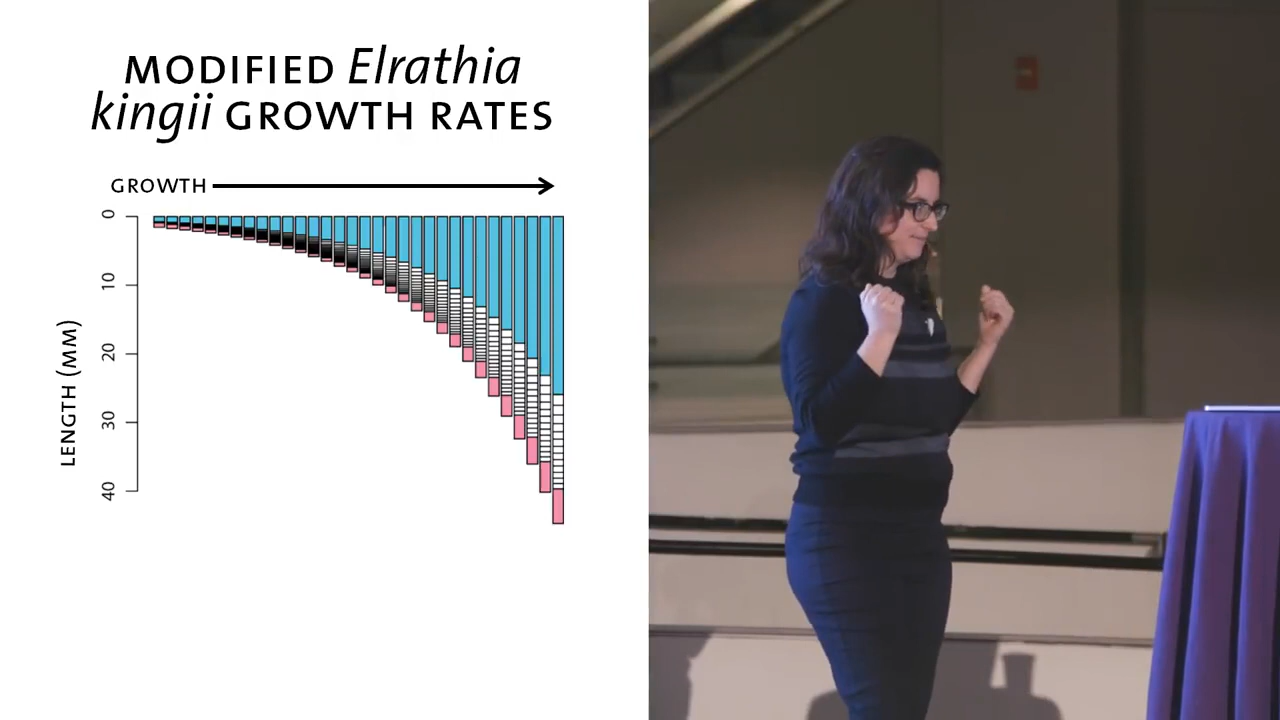 MODIFIED Elrathia
kingii GROWTH RATES
GROWTH
0
10
20
30
40
LENGTH (MM)